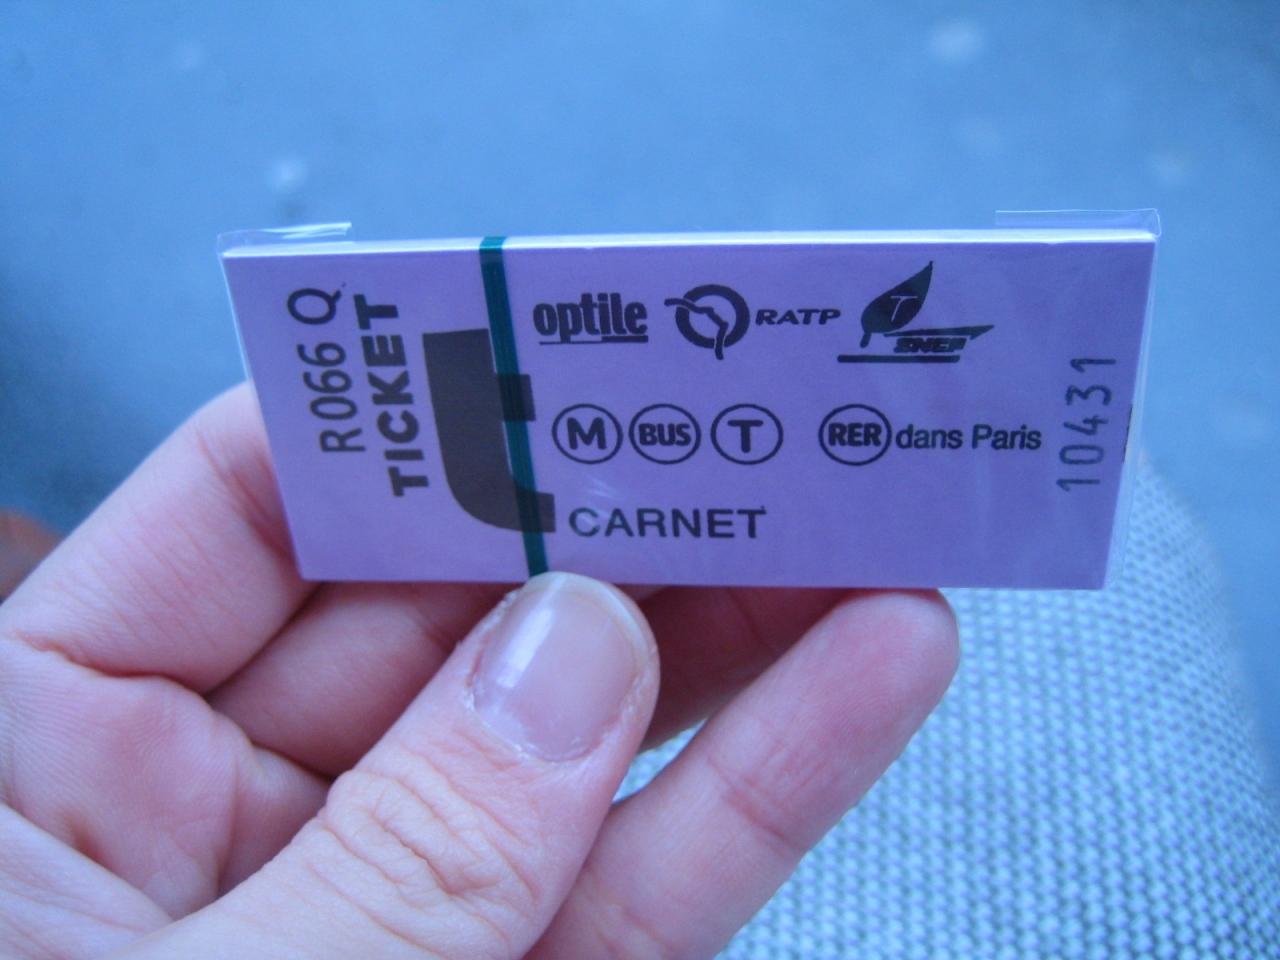 R066 Q
TICKET
t
optile RATP T SNCF
M BUS T RER dans Paris
CARNET
10431